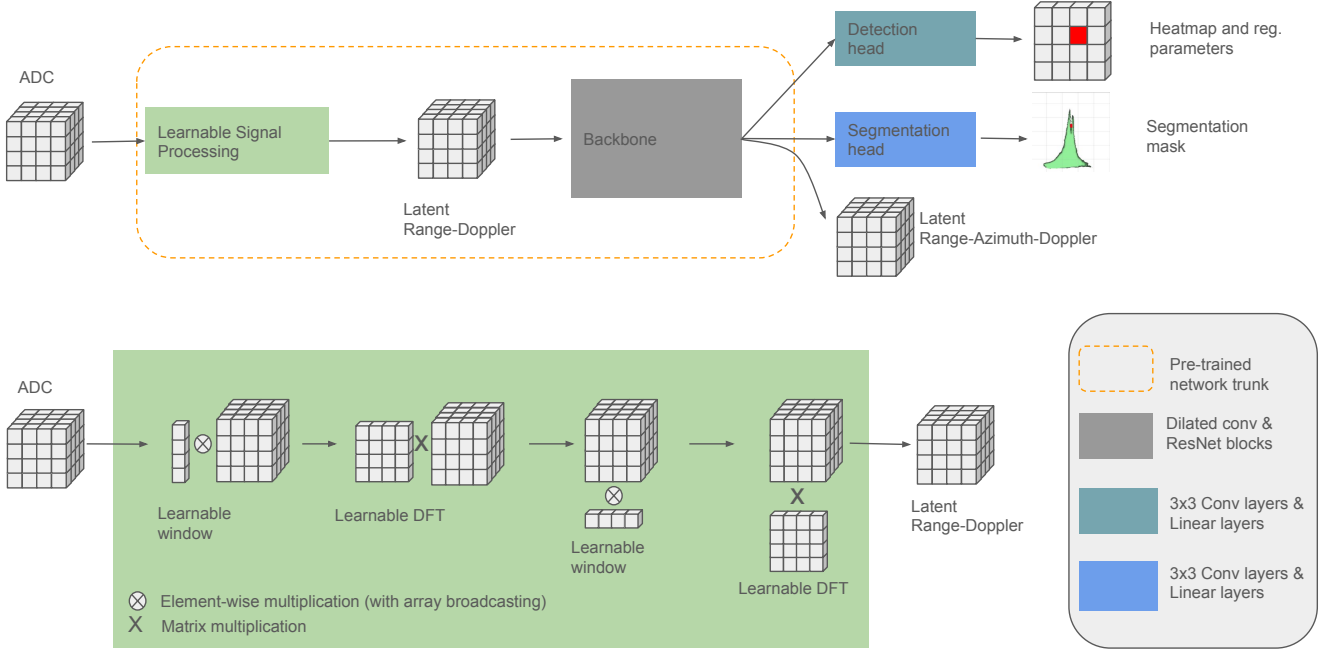 ADC
Learnable Signal
Processing
Latent
Range-Doppler
Backbone
Detection
head
Heatmap and reg.
parameters
Segmentation
head
Segmentation
mask
Latent
Range-Azimuth-Doppler
ADC
Learnable
window
X
Learnable DFT
Learnable
window
X
Learnable DFT
Latent
Range-Doppler
Element-wise multiplication (with array broadcasting)
X Matrix multiplication
Pre-trained
network trunk
Dilated conv &
ResNet blocks
3x3 Conv layers &
Linear layers
3x3 Conv layers &
Linear layers